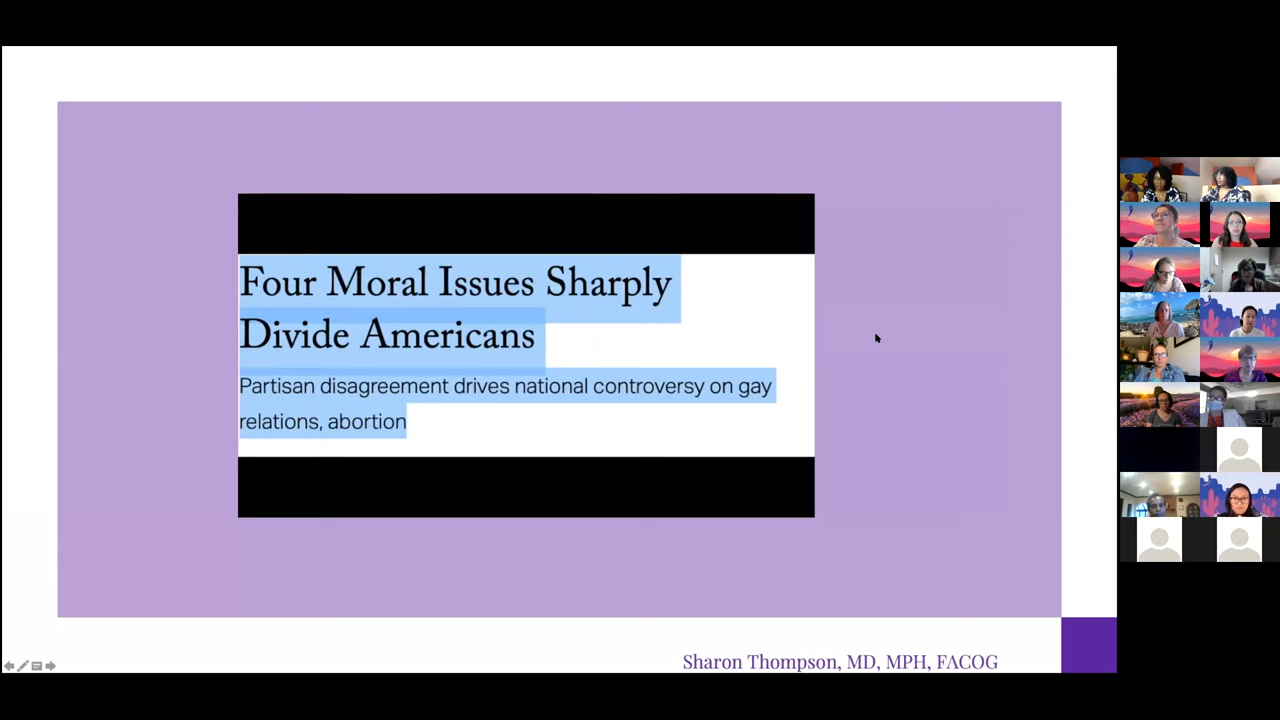 Four Moral Issues Sharply
Divide Americans
Partisan disagreement drives national controversy on gay
relations, abortion
Sharon Thompson, MD, MPH, FACOG